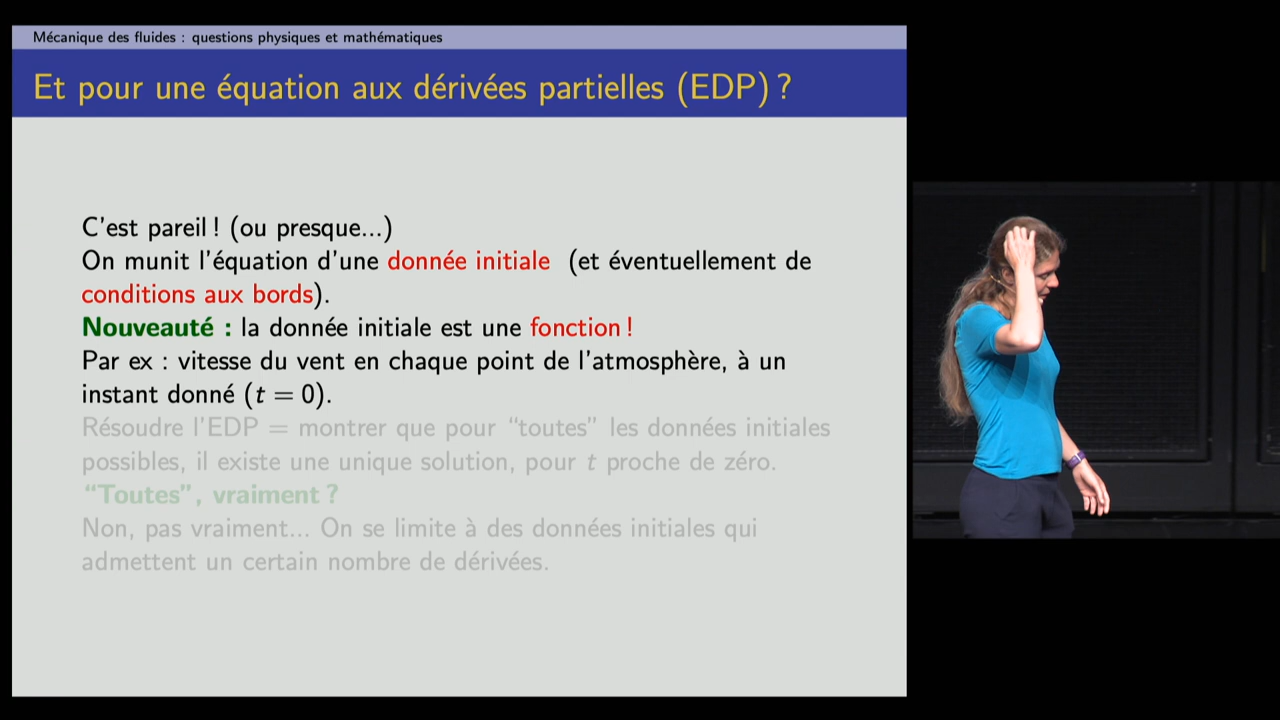 Mécanique des fluides : questions physiques et mathématiques
Et pour une équation aux dérivées partielles (EDP) ?
C'est pareil ! (ou presque...)
On munit l'équation d'une donnée initiale (et éventuellement de
conditions aux bords).
Nouveauté : la donnée initiale est une fonction !
Par ex : vitesse du vent en chaque point de l'atmosphère, à un
instant donné (t = 0).
Résoudre l'EDP = montrer que pour “toutes” les données initiales
possibles, il existe une unique solution, pour t proche de zéro.
“Toutes”, vraiment ?
Non, pas vraiment... On se limite à des données initiales qui
admettent un certain nombre de dérivées.